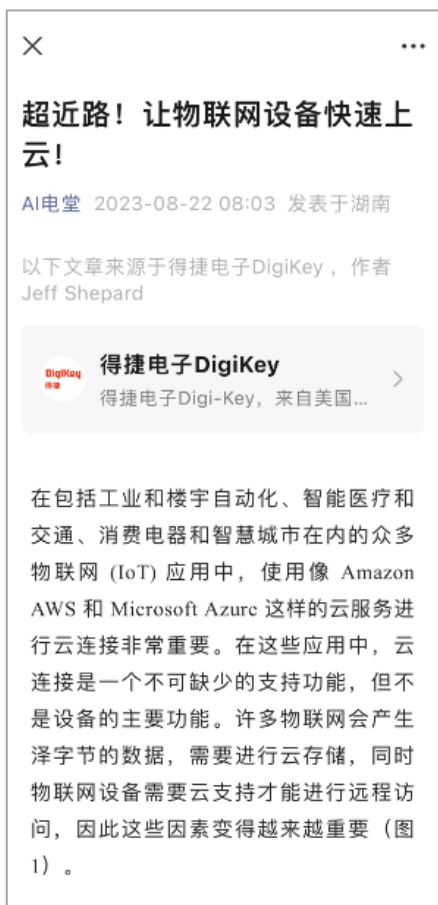 超近路！让物联网设备快速上
云！
AI电堂 2023-08-22 08:03 发表于湖南
以下文章来源于得捷电子DigiKey ，作者
Jeff Shepard
DigiKey
得捷
得捷电子DigiKey
得捷电子Digi-Key，来自美国...
在包括工业和楼宇自动化、智能医疗和
交通、消费电器和智慧城市在内的众多
物联网 (IoT) 应用中，使用像 Amazon
AWS 和 Microsoft Azure 这样的云服务进
行云连接非常重要。在这些应用中，云
连接是一个不可缺少的支持功能，但不
是设备的主要功能。许多物联网会产生
泽字节的数据，需要进行云存储，同时
物联网设备需要云支持才能进行远程访
问，因此这些因素变得越来越重要（图
1）。